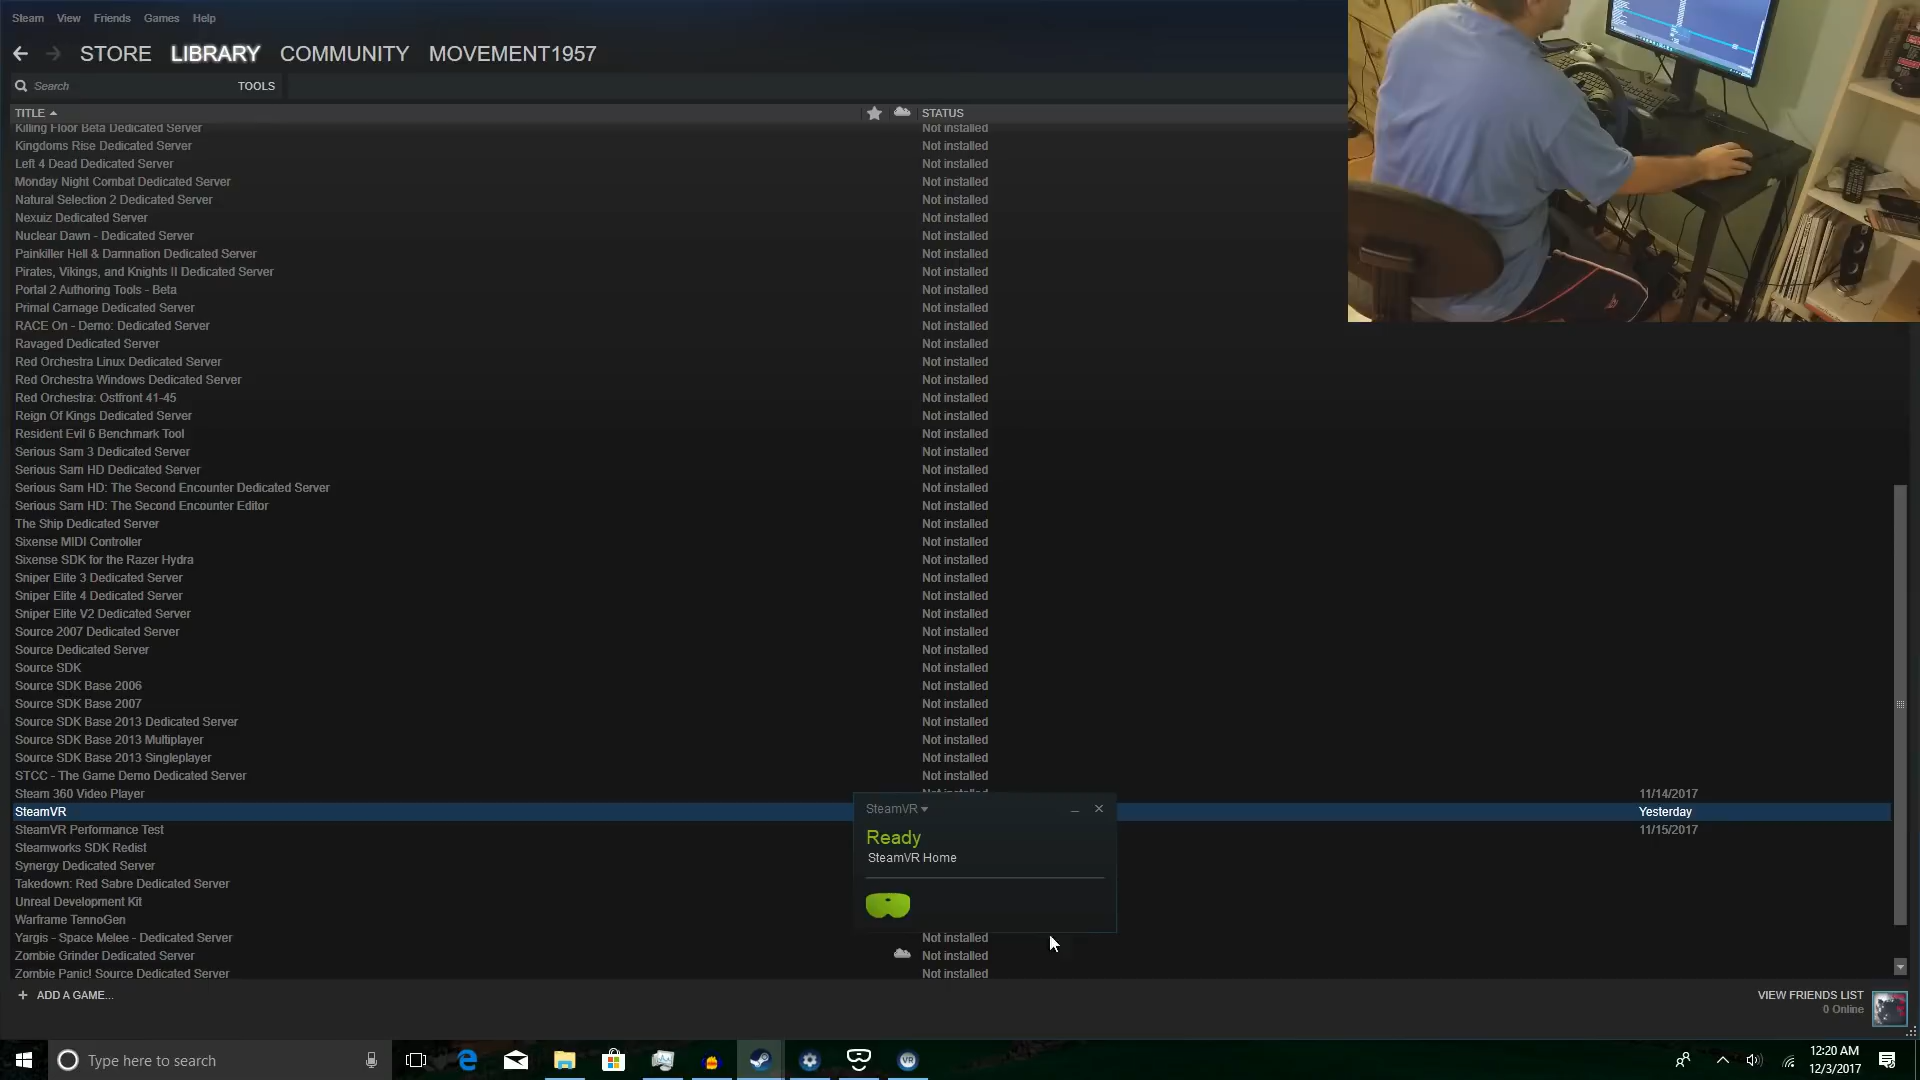 Steam View Friends Games Help
STORE LIBRARY COMMUNITY MOVEMENT1957
Search TOOLS
TITLE STATUS
Killing Floor Beta Dedicated Server Not installed
Kingdoms Rise Dedicated Server Not installed
Left 4 Dead Dedicated Server Not installed
Monday Night Combat Dedicated Server Not installed
Natural Selection 2 Dedicated Server Not installed
Nexuiz Dedicated Server Not installed
Nuclear Dawn - Dedicated Server Not installed
Painkiller Hell & Damnation Dedicated Server Not installed
Pirates, Vikings, and Knights II Dedicated Server Not installed
Portal 2 Authoring Tools - Beta Not installed
Primal Carnage Dedicated Server Not installed
RACE On - Demo: Dedicated Server Not installed
Ravaged Dedicated Server Not installed
Red Orchestra Linux Dedicated Server Not installed
Red Orchestra Windows Dedicated Server Not installed
Red Orchestra: Ostfront 41-45 Not installed
Reign Of Kings Dedicated Server Not installed
Resident Evil 6 Benchmark Tool Not installed
Serious Sam 3 Dedicated Server Not installed
Serious Sam HD Dedicated Server Not installed
Serious Sam HD: The Second Encounter Dedicated Server Not installed
Serious Sam HD: The Second Encounter Editor Not installed
The Ship Dedicated Server Not installed
Sixense MIDI Controller Not installed
Sixense SDK for the Razer Hydra Not installed
Sniper Elite 3 Dedicated Server Not installed
Sniper Elite 4 Dedicated Server Not installed
Sniper Elite V2 Dedicated Server Not installed
Source 2007 Dedicated Server Not installed
Source Dedicated Server Not installed
Source SDK Not installed
Source SDK Base 2006 Not installed
Source SDK Base 2007 Not installed
Source SDK Base 2013 Dedicated Server Not installed
Source SDK Base 2013 Multiplayer Not installed
Source SDK Base 2013 Singleplayer Not installed
STCC - The Game Demo Dedicated Server Not installed
Steam 360 Video Player 11/14/2017
SteamVR Yesterday
SteamVR Performance Test 11/15/2017
Steamworks SDK Redist
Synergy Dedicated Server
Takedown: Red Sabre Dedicated Server
Unreal Development Kit
Warframe TennoGen
Yargis - Space Melee - Dedicated Server Not installed
Zombie Grinder Dedicated Server Not installed
Zombie Panic! Source Dedicated Server Not installed
SteamVR
Ready
SteamVR Home
+ ADD A GAME...
VIEW FRIENDS LIST
0 Online
Type here to search
VR
12:20 AM
12/3/2017